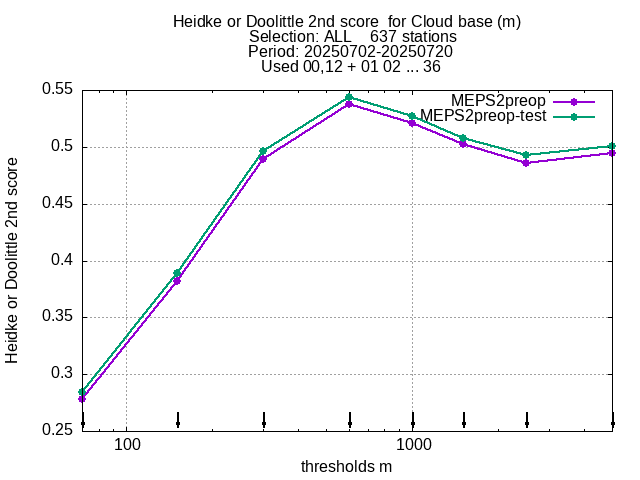 Heidke or Doolittle 2nd score  for Cloud base (m)
Selection: ALL    637 stations
Period: 20250702-20250720
Used 00,12 + 01 02 ... 36
MEPS2preop
MEPS2preop-test
0.55
0.5
0.45
0.4
0.35
0.3
0.25
Heidke or Doolittle 2nd score
100
1000
thresholds m